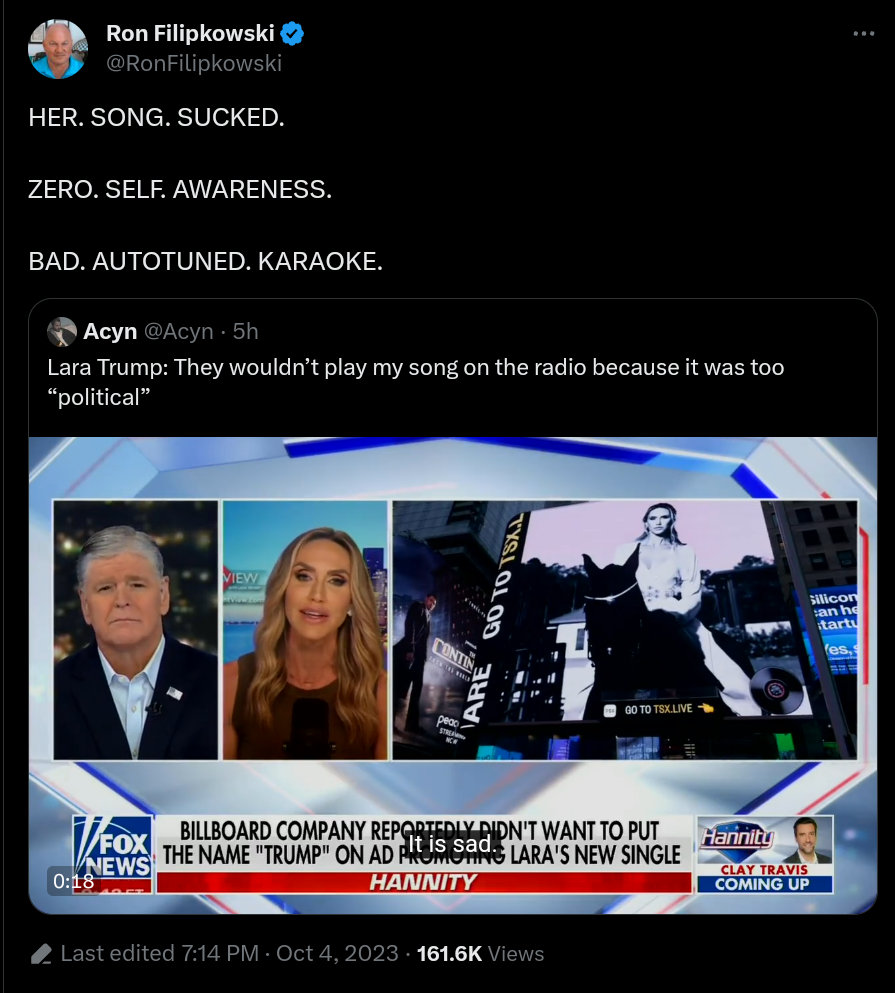 Ron Filipkowski
@RonFilipkowski
HER. SONG. SUCKED.
ZERO. SELF. AWARENESS.
BAD. AUTOTUNED. KARAOKE.
Acyn @Acyn · 5h
Lara Trump: They wouldn’t play my song on the radio because it was too
“political”
VIEW
ARE GO TO TSX.L
CONTIN
peac
STREAMING
NOW
GO TO TSX.LIVE
Silicon
can he
startu
Yes,
FOX
NEWS
BILLBOARD COMPANY REPORTEDLY DIDN'T WANT TO PUT
THE NAME "TRUMP" ON AD PROMOTING LARA'S NEW SINGLE
It is sad.
HANNITY
Hannity
CLAY TRAVIS
COMING UP
0:18
Last edited 7:14 PM · Oct 4, 2023 · 161.6K Views